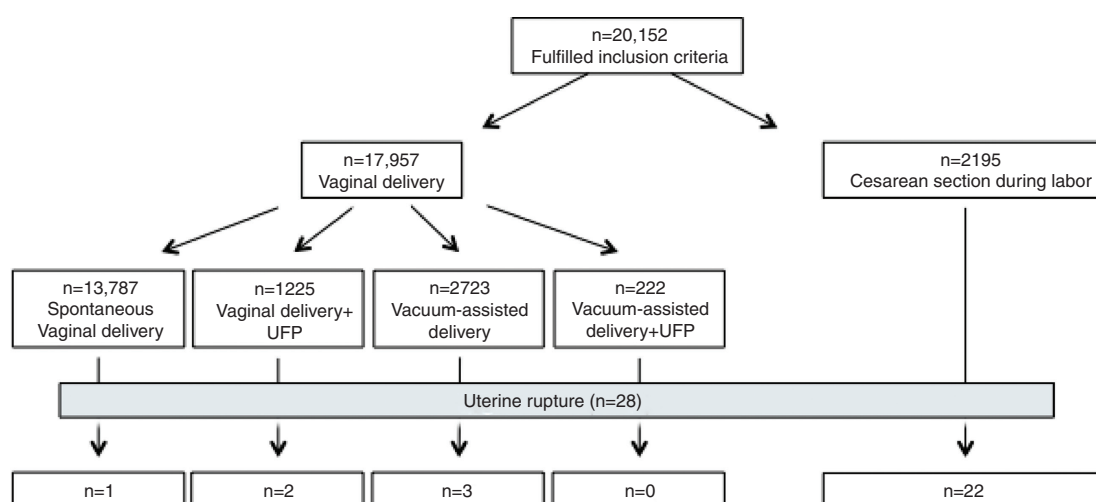 n=20,152
Fulfilled inclusion criteria
n=17,957
Vaginal delivery
n=2195
Cesarean section during labor
n=13,787
Spontaneous
Vaginal delivery
n=1225
Vaginal delivery+
UFP
n=2723
Vacuum-assisted
delivery
n=222
Vacuum-assisted
delivery+UFP
Uterine rupture (n=28)
n=1
n=2
n=3
n=0
n=22